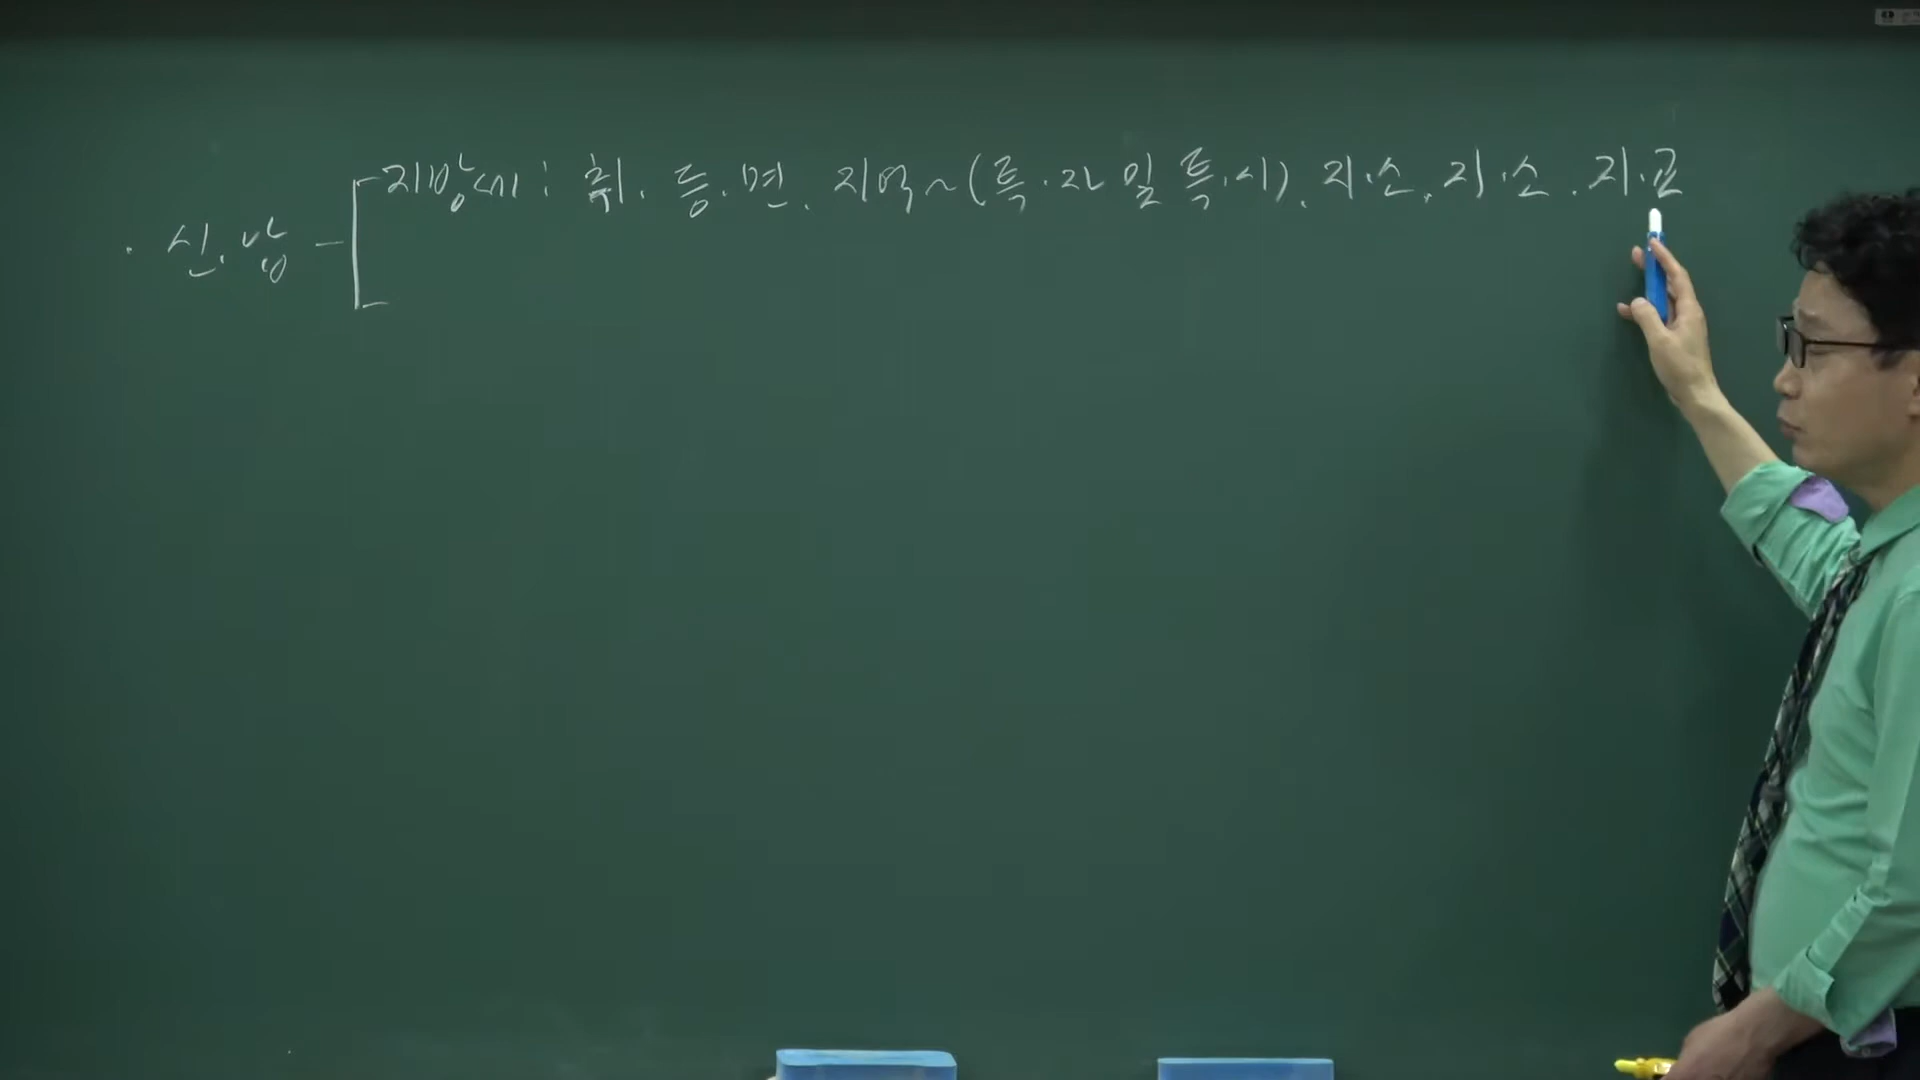 지방세 : 취. 등.면. 지역~(특.자 일 특.시). 지.소. 지.소. 지.교
· 신.납 -